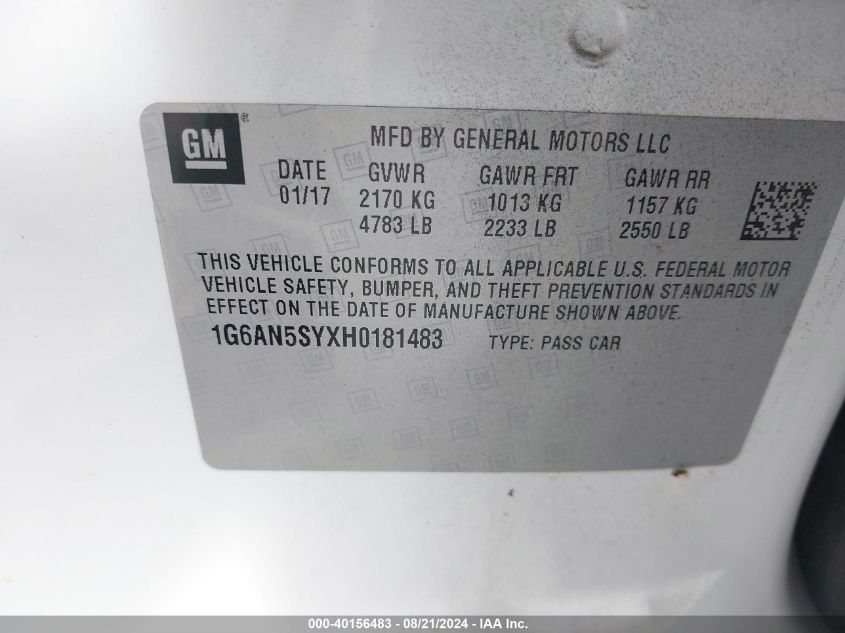 GM ®
MFD BY GENERAL MOTORS LLC
DATE GVWR GAWR FRT GAWR RR
01/17 2170 KG 1013 KG 1157 KG
4783 LB 2233 LB 2550 LB
THIS VEHICLE CONFORMS TO ALL APPLICABLE U.S. FEDERAL MOTOR
VEHICLE SAFETY, BUMPER, AND THEFT PREVENTION STANDARDS IN
EFFECT ON THE DATE OF MANUFACTURE SHOWN ABOVE.
1G6AN5SYXH0181483 TYPE: PASS CAR
000-40156483 - 08/21/2024 - IAA Inc.